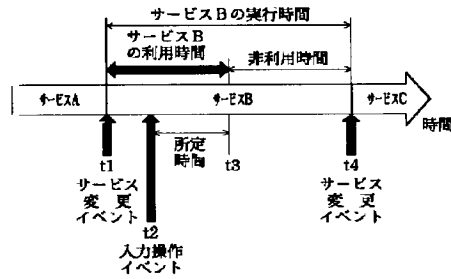 サービスBの実行時間
サービスB
の利用時間
非利用時間
サービスA
サービスB
サービスC
時間
所定
時間
t1
t3
t4
サービス
変 更
イベント
サービス
変 更
イベント
t2
入力操作
イベント